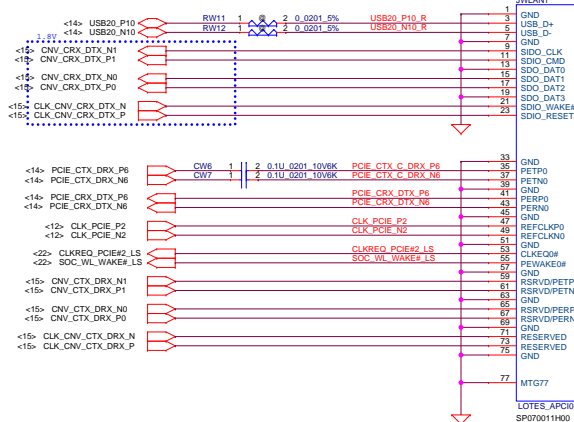 JWLAN1
<14> USB20_P10 RW11 1 @ 2 0_0201_5% USB20_P10_R 3 USB_D+
1 GND
<14> USB20_N10 RW12 1 @ 2 0_0201_5% USB20_N10_R 5 USB_D-
1.8V 7 GND
<15> CNV_CRX_DTX_N1 9 SIDO_CLK
<15> CNV_CRX_DTX_P1 11 SIDO_CMD
13 SDO_DAT0
<15> CNV_CRX_DTX_N0 15 SDO_DAT1
<15> CNV_CRX_DTX_P0 17 SDO_DAT2
19 SDO_DAT3
<15> CLK_CNV_CRX_DTX_N 21 SIDO_WAKE#
<15> CLK_CNV_CRX_DTX_P 23 SIDO_RESET
33 GND
<14> PCIE_CTX_DRX_P6 CW6 1 2 0.1U_0201_10V6K PCIE_CTX_C_DRX_P6 35 PETP0
<14> PCIE_CTX_DRX_N6 CW7 1 2 0.1U_0201_10V6K PCIE_CTX_C_DRX_N6 37 PETN0
39 GND
<14> PCIE_CRX_DTX_P6 PCIE_CRX_DTX_P6 41 PERP0
<14> PCIE_CRX_DTX_N6 PCIE_CRX_DTX_N6 43 PERN0
45 GND
<12> CLK_PCIE_P2 CLK_PCIE_P2 47 REFCLKP0
<12> CLK_PCIE_N2 CLK_PCIE_N2 49 REFCLKN0
51 GND
<22> CLKREQ_PCIE#2_LS CLKREQ_PCIE#2_LS 53 CLKEQ0#
<22> SOC_WL_WAKE#_LS SOC_WL_WAKE#_LS 55 PEWAKE0#
57 GND
<15> CNV_CTX_DRX_N1 59 RSRVD/PETP
<15> CNV_CTX_DRX_P1 61 RSRVD/PETN
63 GND
<15> CNV_CTX_DRX_N0 65 RSRVD/PERP
<15> CNV_CTX_DRX_P0 67 RSRVD/PERN
69 GND
<15> CLK_CNV_CTX_DRX_N 71 RESERVED
<15> CLK_CNV_CTX_DRX_P 73 RESERVED
75 GND
77 MTG77
LOTES_APCI0
SP070011H00